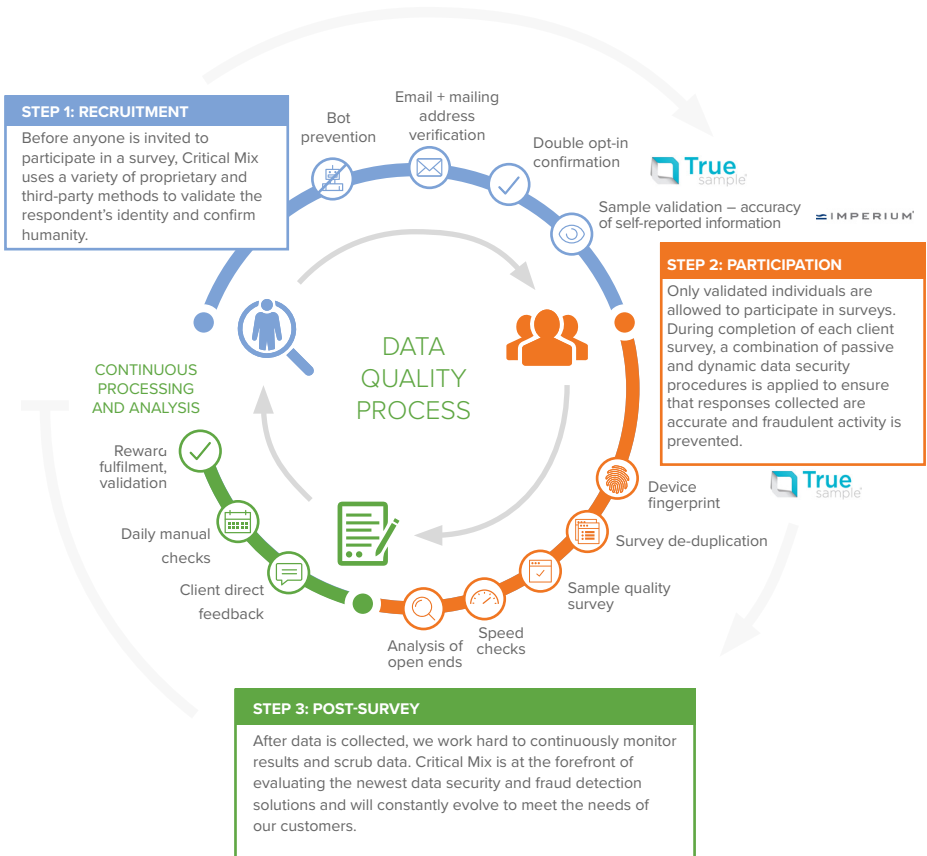 STEP 1: RECRUITMENT
Before anyone is invited to
participate in a survey, Critical Mix
uses a variety of proprietary and
third-party methods to validate the
respondent's identity and confirm
humanity.
Bot
prevention
Email + mailing
address
verification
Double opt-in
confirmation
True
sample
Sample validation – accuracy
of self-reported information
IMPERIUM
STEP 2: PARTICIPATION
Only validated individuals are
allowed to participate in surveys.
During completion of each client
survey, a combination of passive
and dynamic data security
procedures is applied to ensure
that responses collected are
accurate and fraudulent activity is
prevented.
True
sample
DATA
QUALITY
PROCESS
Device
fingerprint
Survey de-duplication
Sample quality
survey
Speed
checks
Analysis of
open ends
CONTINUOUS
PROCESSING
AND ANALYSIS
Reward
fulfilment,
validation
Daily manual
checks
Client direct
feedback
STEP 3: POST-SURVEY
After data is collected, we work hard to continuously monitor
results and scrub data. Critical Mix is at the forefront of
evaluating the newest data security and fraud detection
solutions and will constantly evolve to meet the needs of
our customers.